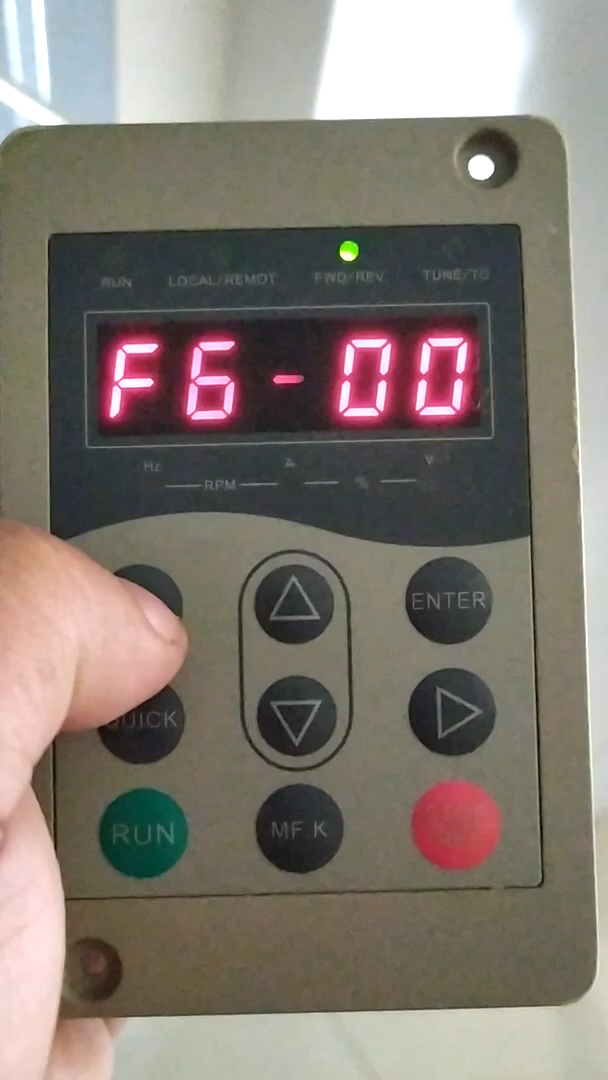 RUN LOCAL/REMOT FWD/REV TUNE/TC
F6-00
Hz A V
RPM %
ENTER
QUICK
RUN MF.K